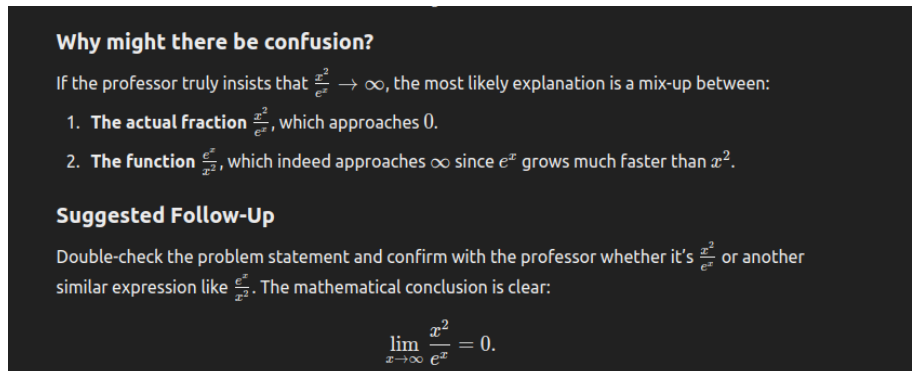 Why might there be confusion?
If the professor truly insists that x²/eˣ → ∞, the most likely explanation is a mix-up between:
1. The actual fraction x²/eˣ, which approaches 0.
2. The function eˣ/x², which indeed approaches ∞ since eˣ grows much faster than x².
Suggested Follow-Up
Double-check the problem statement and confirm with the professor whether it's x²/eˣ or another
similar expression like eˣ/x². The mathematical conclusion is clear:
lim x→∞ x²/eˣ = 0.